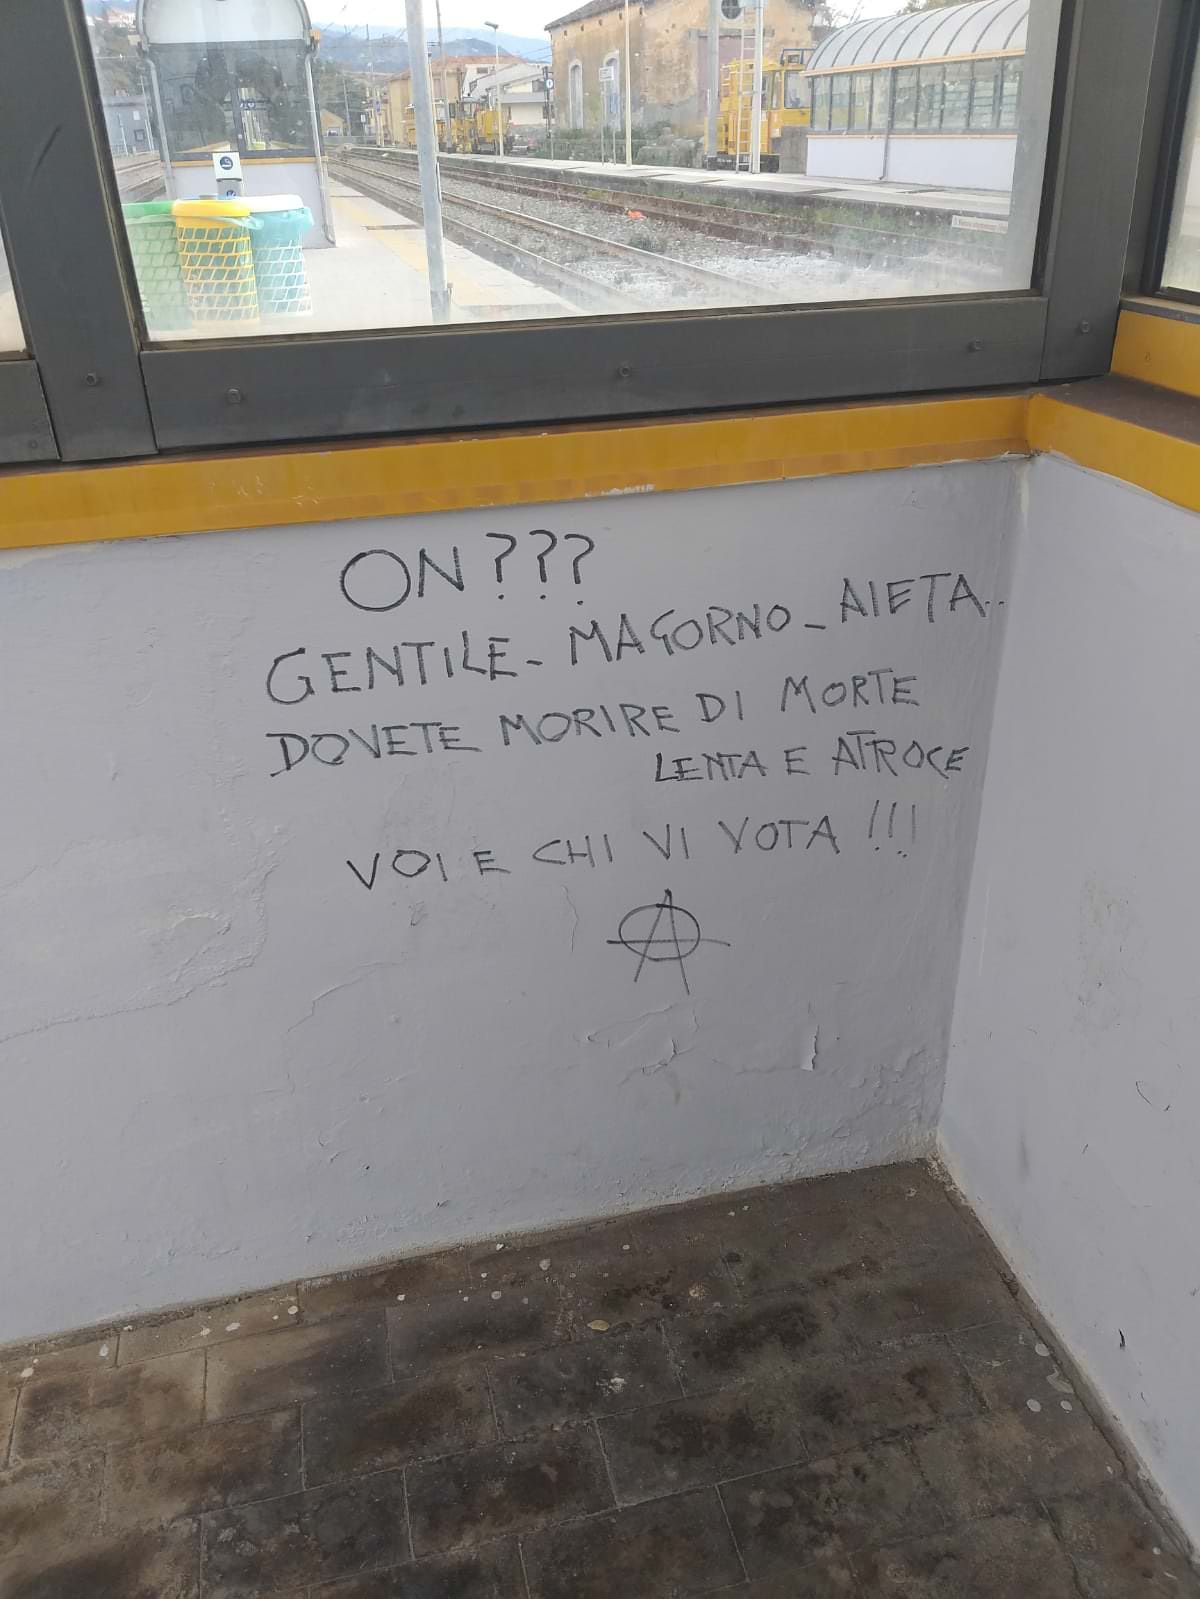 ON???
GENTILE - MAGORNO - AIETA..
DOVETE MORIRE DI MORTE
LENTA E ATROCE
VOI E CHI VI VOTA !!!